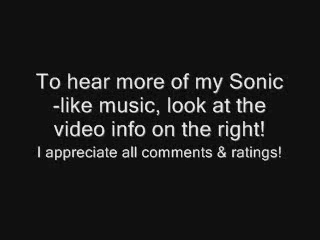 To hear more of my Sonic
-like music, look at the
video info on the right!
I appreciate all comments & ratings!